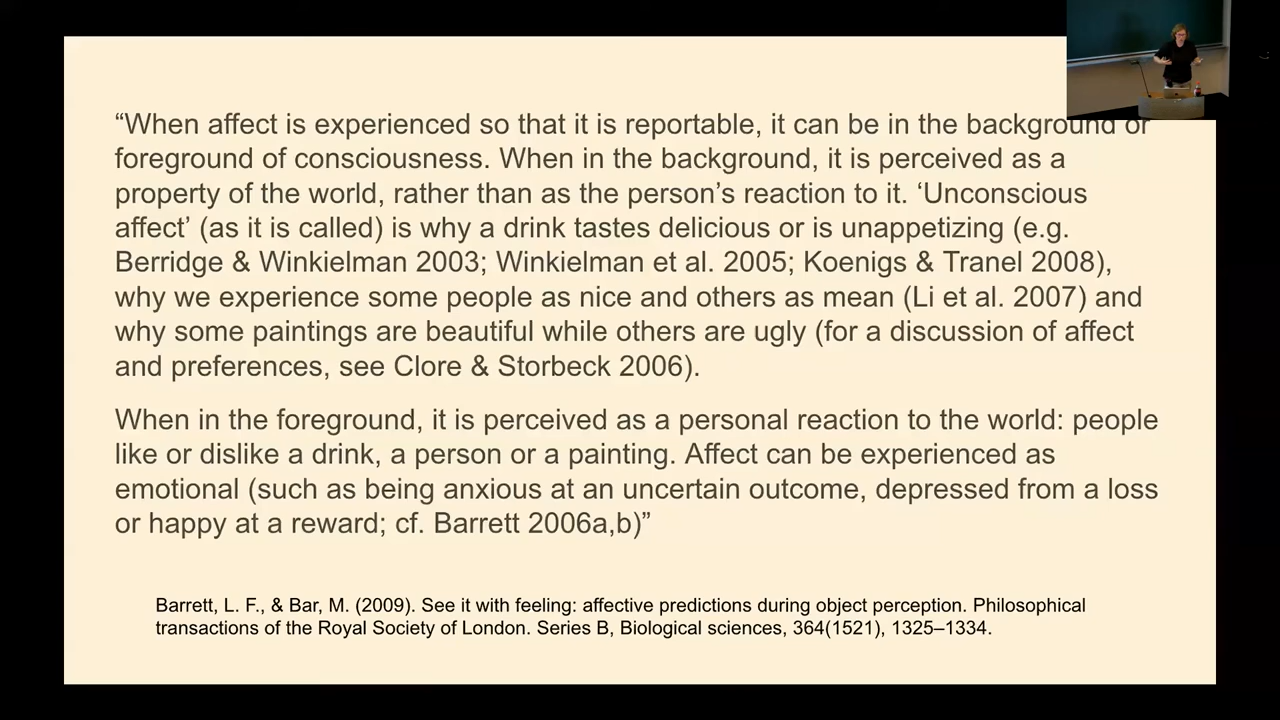 “When affect is experienced so that it is reportable, it can be in the background or
foreground of consciousness. When in the background, it is perceived as a
property of the world, rather than as the person’s reaction to it. ‘Unconscious
affect’ (as it is called) is why a drink tastes delicious or is unappetizing (e.g.
Berridge & Winkielman 2003; Winkielman et al. 2005; Koenigs & Tranel 2008),
why we experience some people as nice and others as mean (Li et al. 2007) and
why some paintings are beautiful while others are ugly (for a discussion of affect
and preferences, see Clore & Storbeck 2006).
When in the foreground, it is perceived as a personal reaction to the world: people
like or dislike a drink, a person or a painting. Affect can be experienced as
emotional (such as being anxious at an uncertain outcome, depressed from a loss
or happy at a reward; cf. Barrett 2006a,b)”
Barrett, L. F., & Bar, M. (2009). See it with feeling: affective predictions during object perception. Philosophical
transactions of the Royal Society of London. Series B, Biological sciences, 364(1521), 1325–1334.